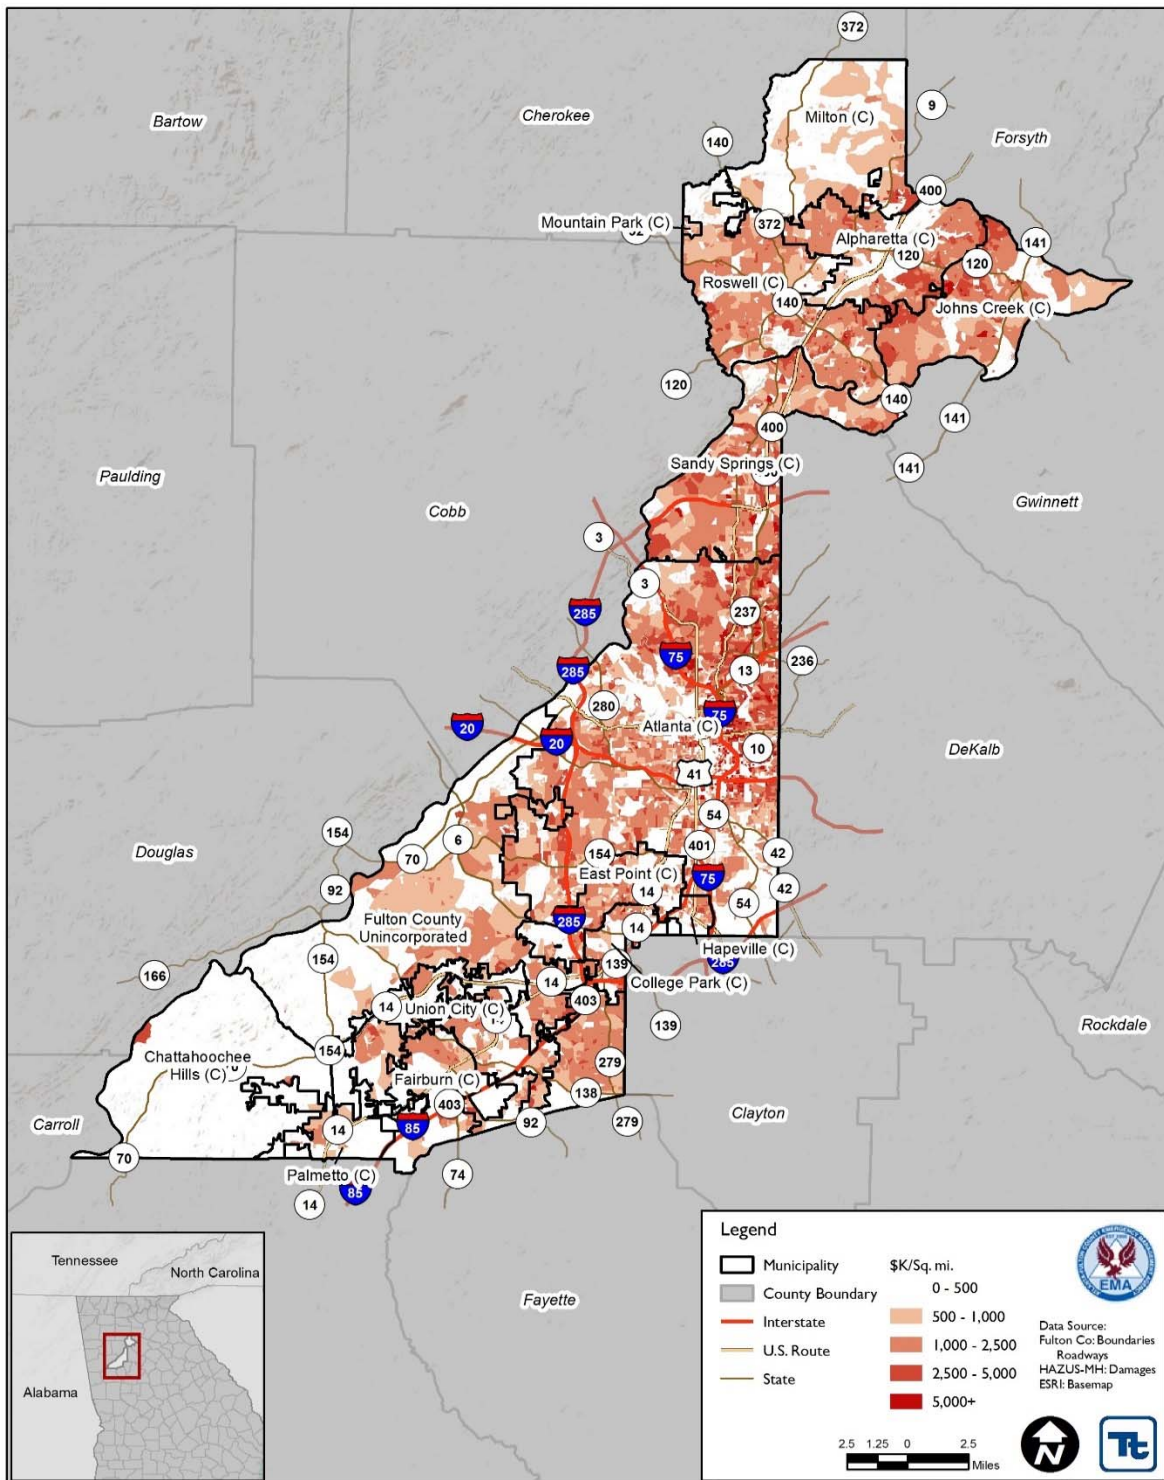 372
Milton (C)
9
Bartow
Cherokee
Forsyth
140
400
Mountain Park (C)
372
Alpharetta (C)
141
120
120
Roswell (C)
140
Johns Creek (C)
120
140
141
400
Sandy Springs (C)
141
Paulding
Cobb
Gwinnett
3
3
285
237
75
236
285
13
280
75
20
Atlanta (C)
20
10
DeKalb
41
54
154
6
401
Douglas
70
154
42
East Point (C)
75
92
14
42
54
Fulton County
Unincorporated
285
14
Hapeville (C)
154
139
166
14
College Park (C)
14
403
Union City (C)
139
Rockdale
Chattahoochee
Hills (C)
154
279
Fairburn (C)
403
138
Clayton
Carroll
14
85
92
279
70
74
Palmetto (C)
85
14
Fayette
Tennessee
North Carolina
Alabama
Legend
Municipality
County Boundary
Interstate
U.S. Route
State
$K/Sq. mi.
0 - 500
500 - 1,000
1,000 - 2,500
2,500 - 5,000
5,000+
EMA
Data Source:
Fulton Co: Boundaries
Roadways
HAZUS-MH: Damages
ESRI: Basemap
2.5 1.25 0 2.5
Miles
N
Tt